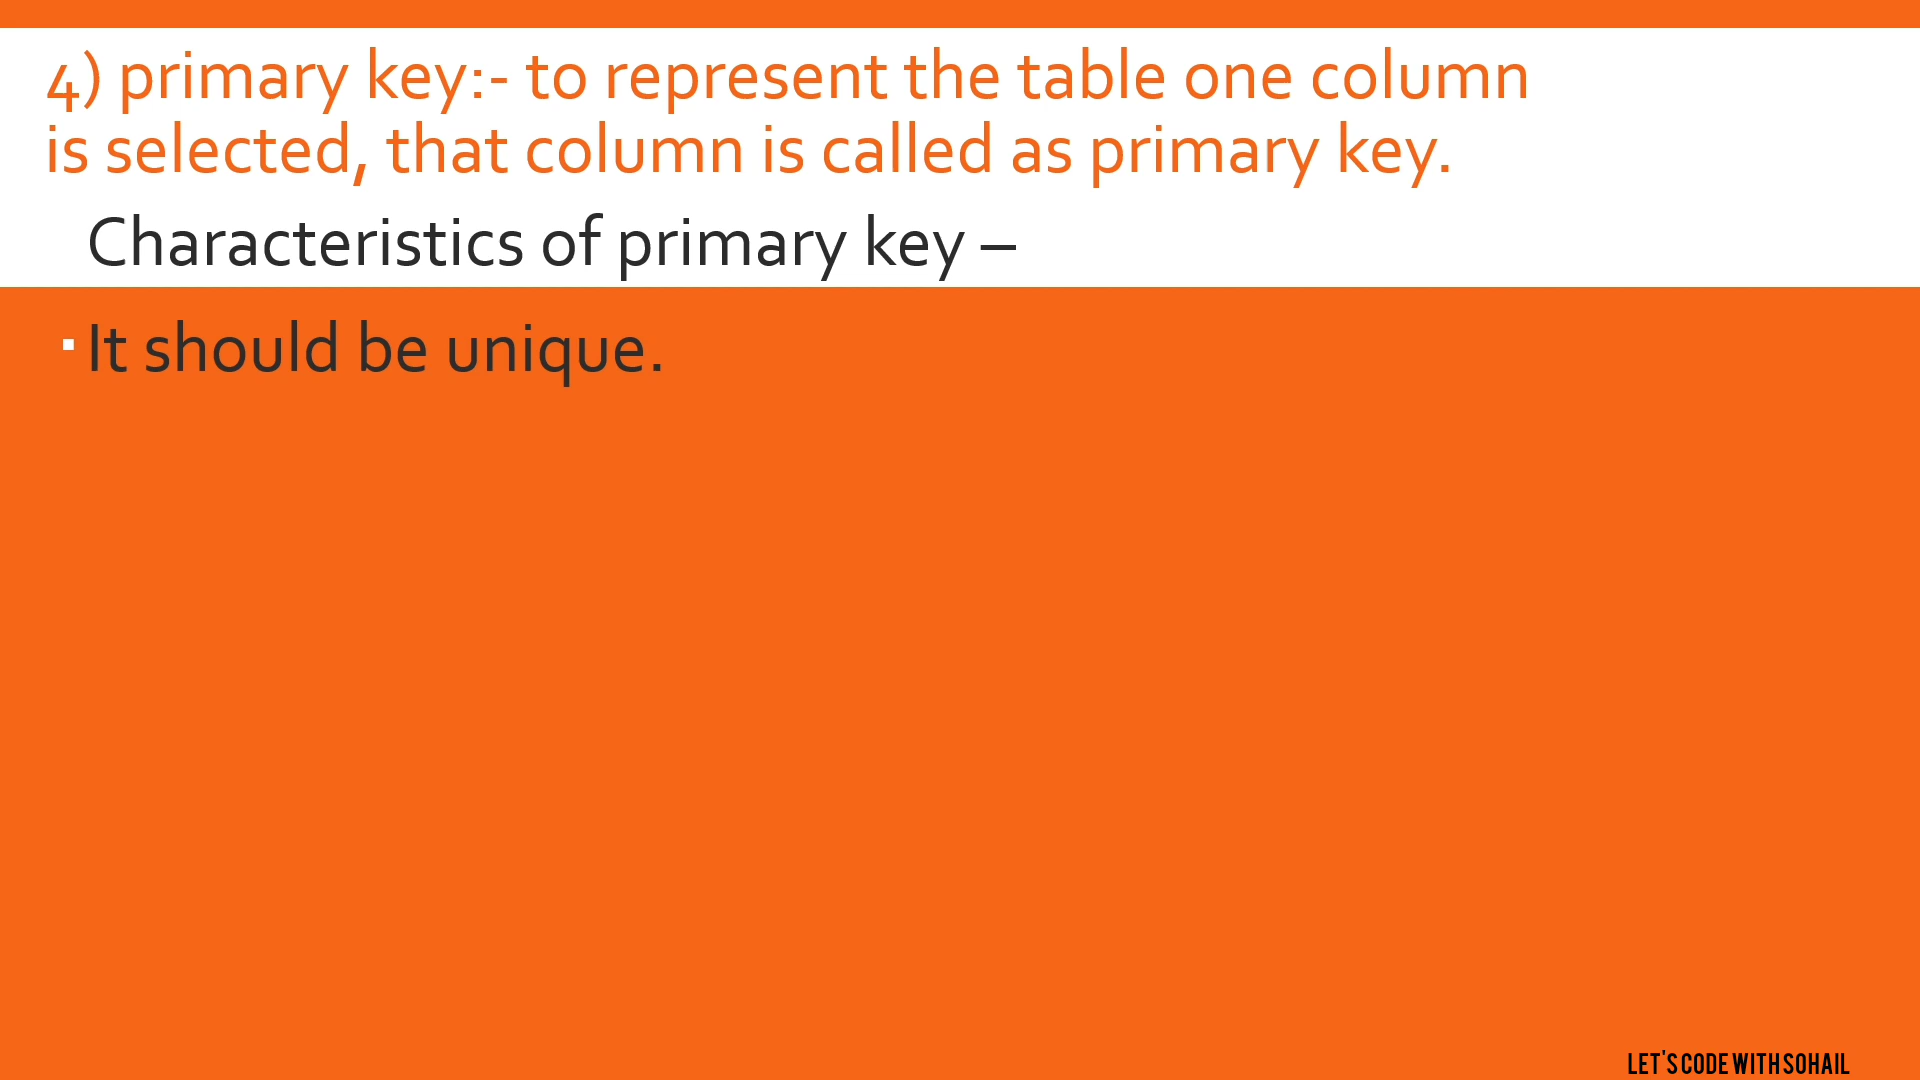 4) primary key:- to represent the table one column
is selected, that column is called as primary key.
Characteristics of primary key –
▪ It should be unique.
LET'S CODE WITH SOHAIL